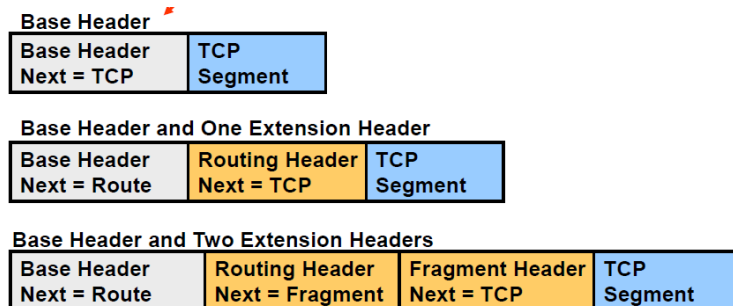 Base Header
Base Header TCP
Next = TCP Segment
Base Header and One Extension Header
Base Header Routing Header TCP
Next = Route Next = TCP Segment
Base Header and Two Extension Headers
Base Header Routing Header Fragment Header TCP
Next = Route Next = Fragment Next = TCP Segment